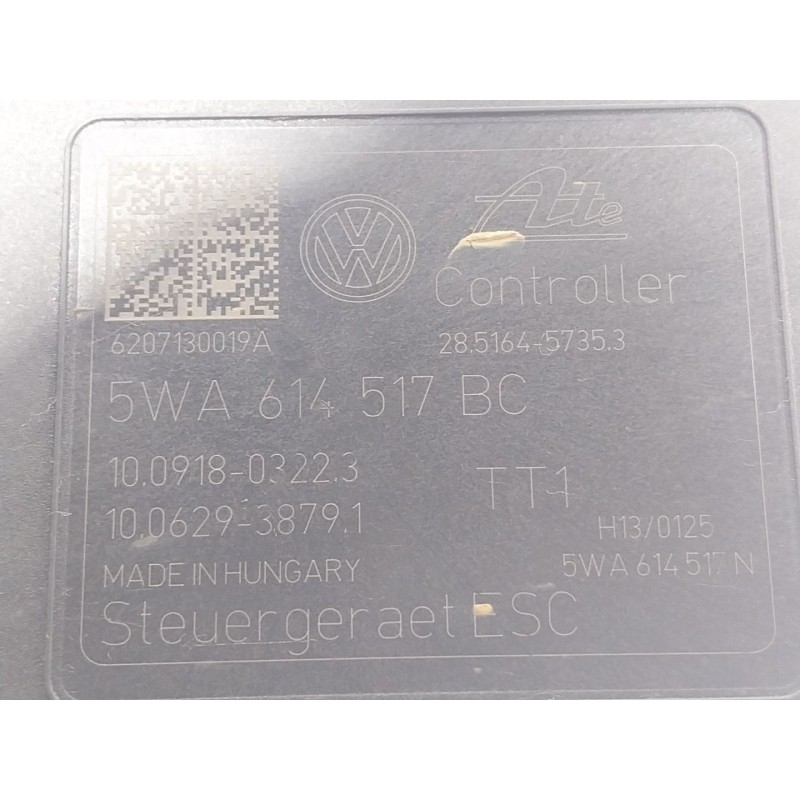 Ate
Controller
6207130019A
28.5164-5735.3
5WA 614 517 BC
10.0918-0322.3
TT1
10.0629-3879.1
H13/0125
MADE IN HUNGARY
5WA 614 517 N
Steuergeraet ESC